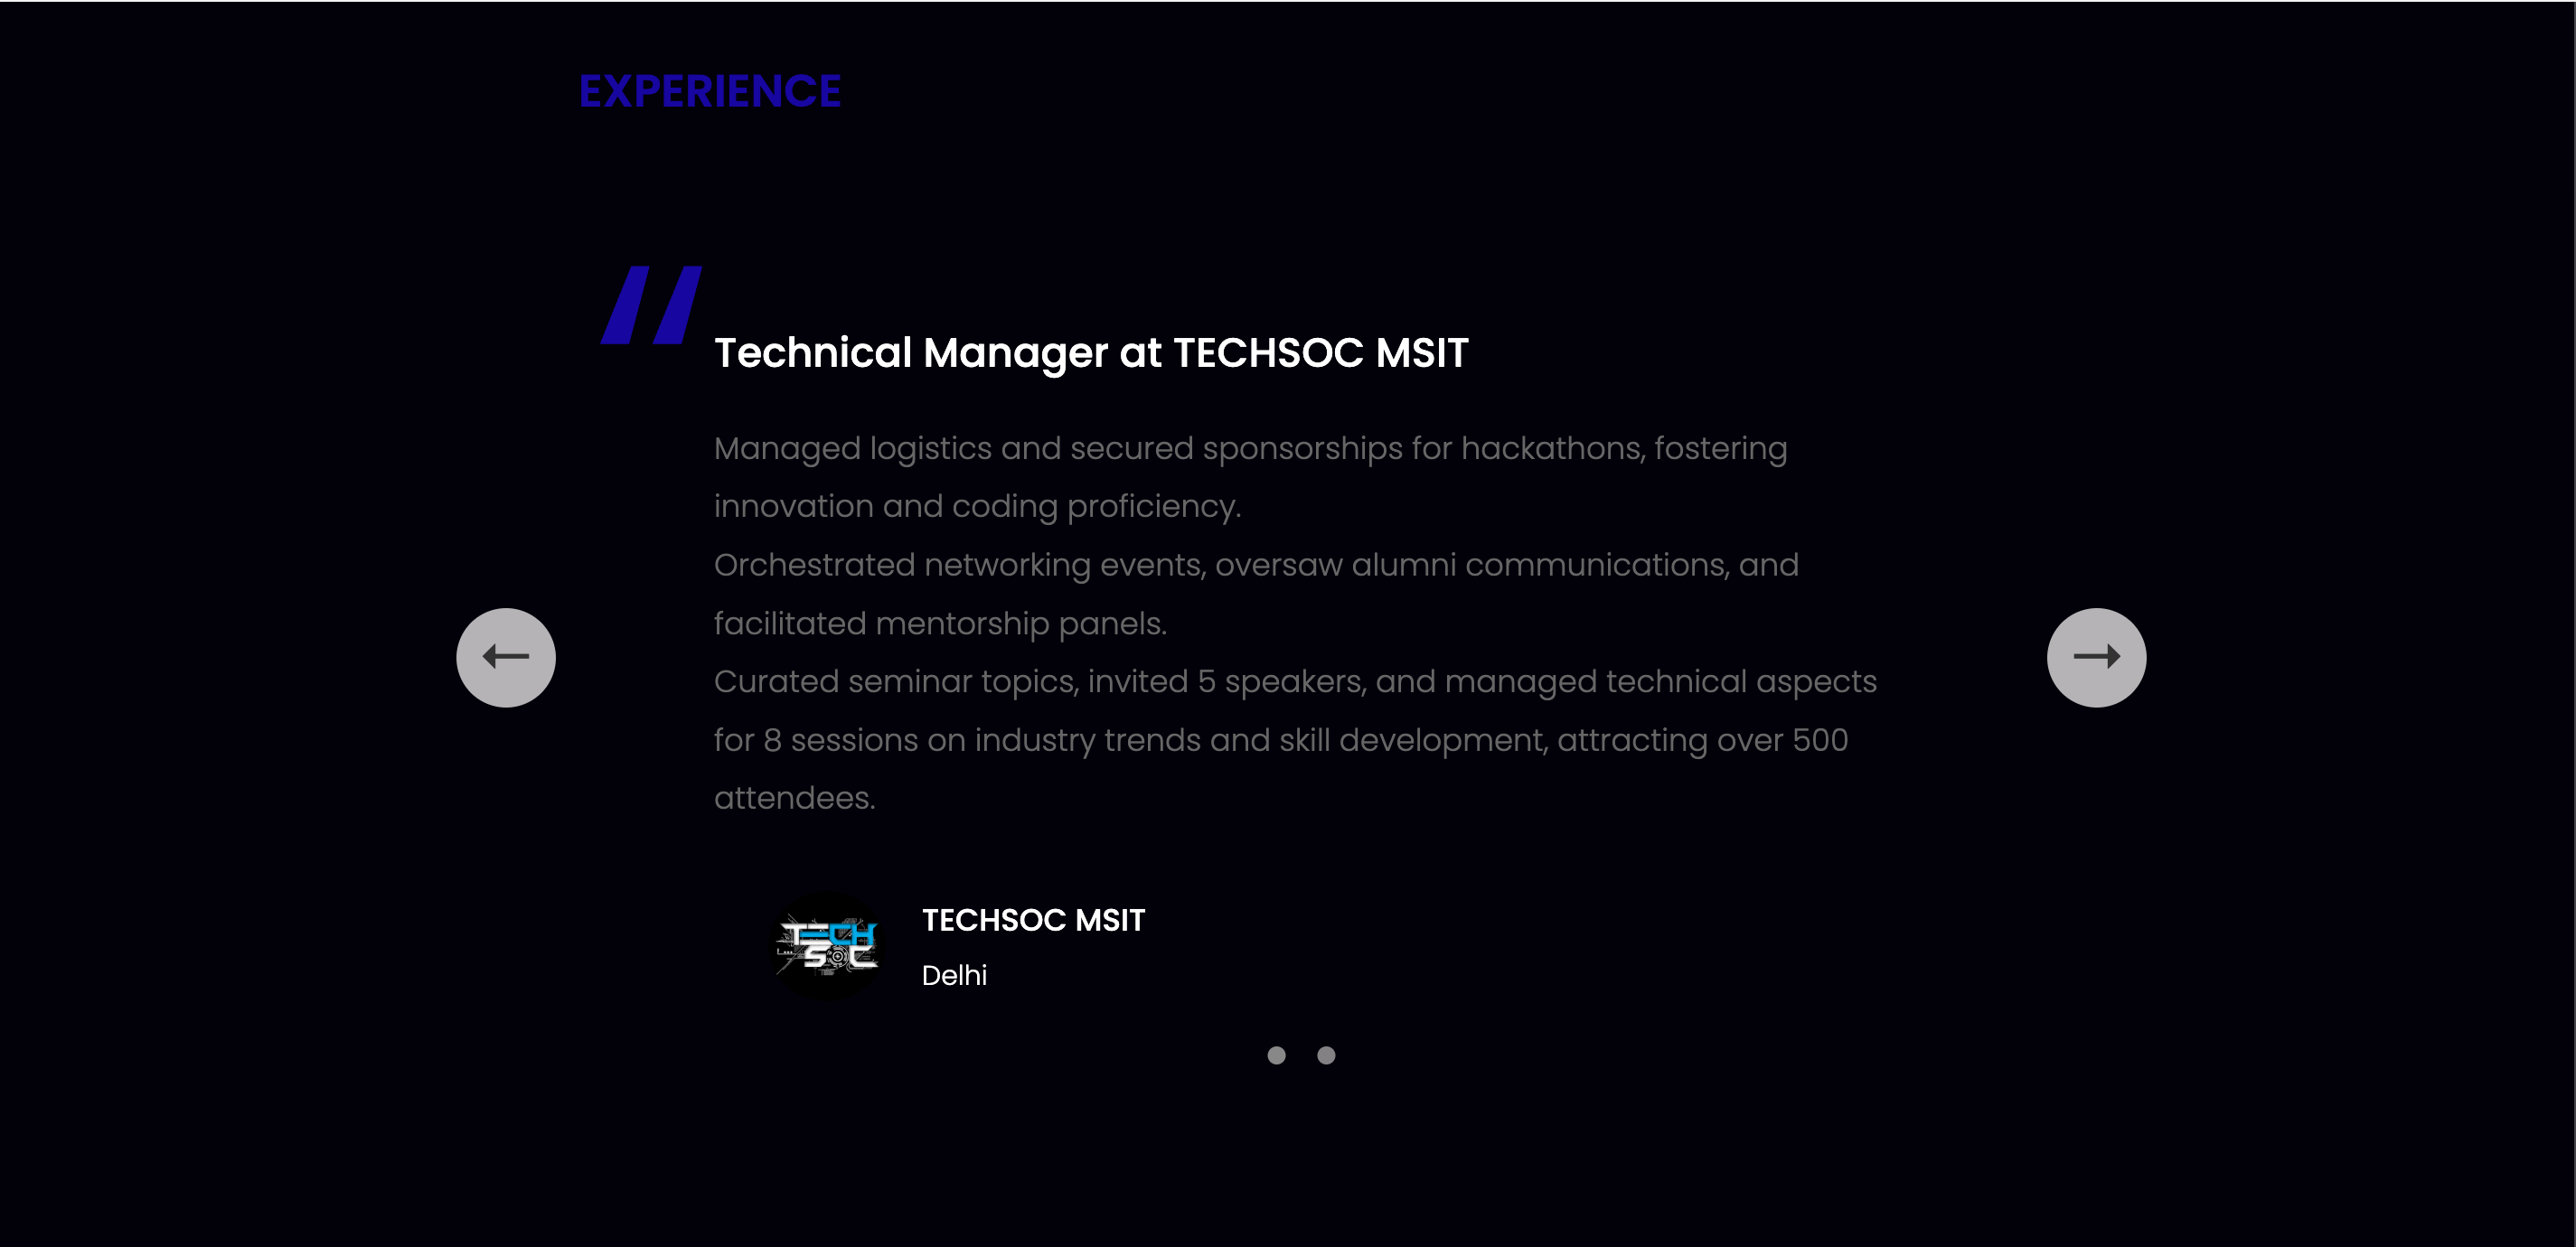 EXPERIENCE
Technical Manager at TECHSOC MSIT
Managed logistics and secured sponsorships for hackathons, fostering
innovation and coding proficiency.
Orchestrated networking events, oversaw alumni communications, and
facilitated mentorship panels.
Curated seminar topics, invited 5 speakers, and managed technical aspects
for 8 sessions on industry trends and skill development, attracting over 500
attendees.
TECH
SOC
TECHSOC MSIT
Delhi